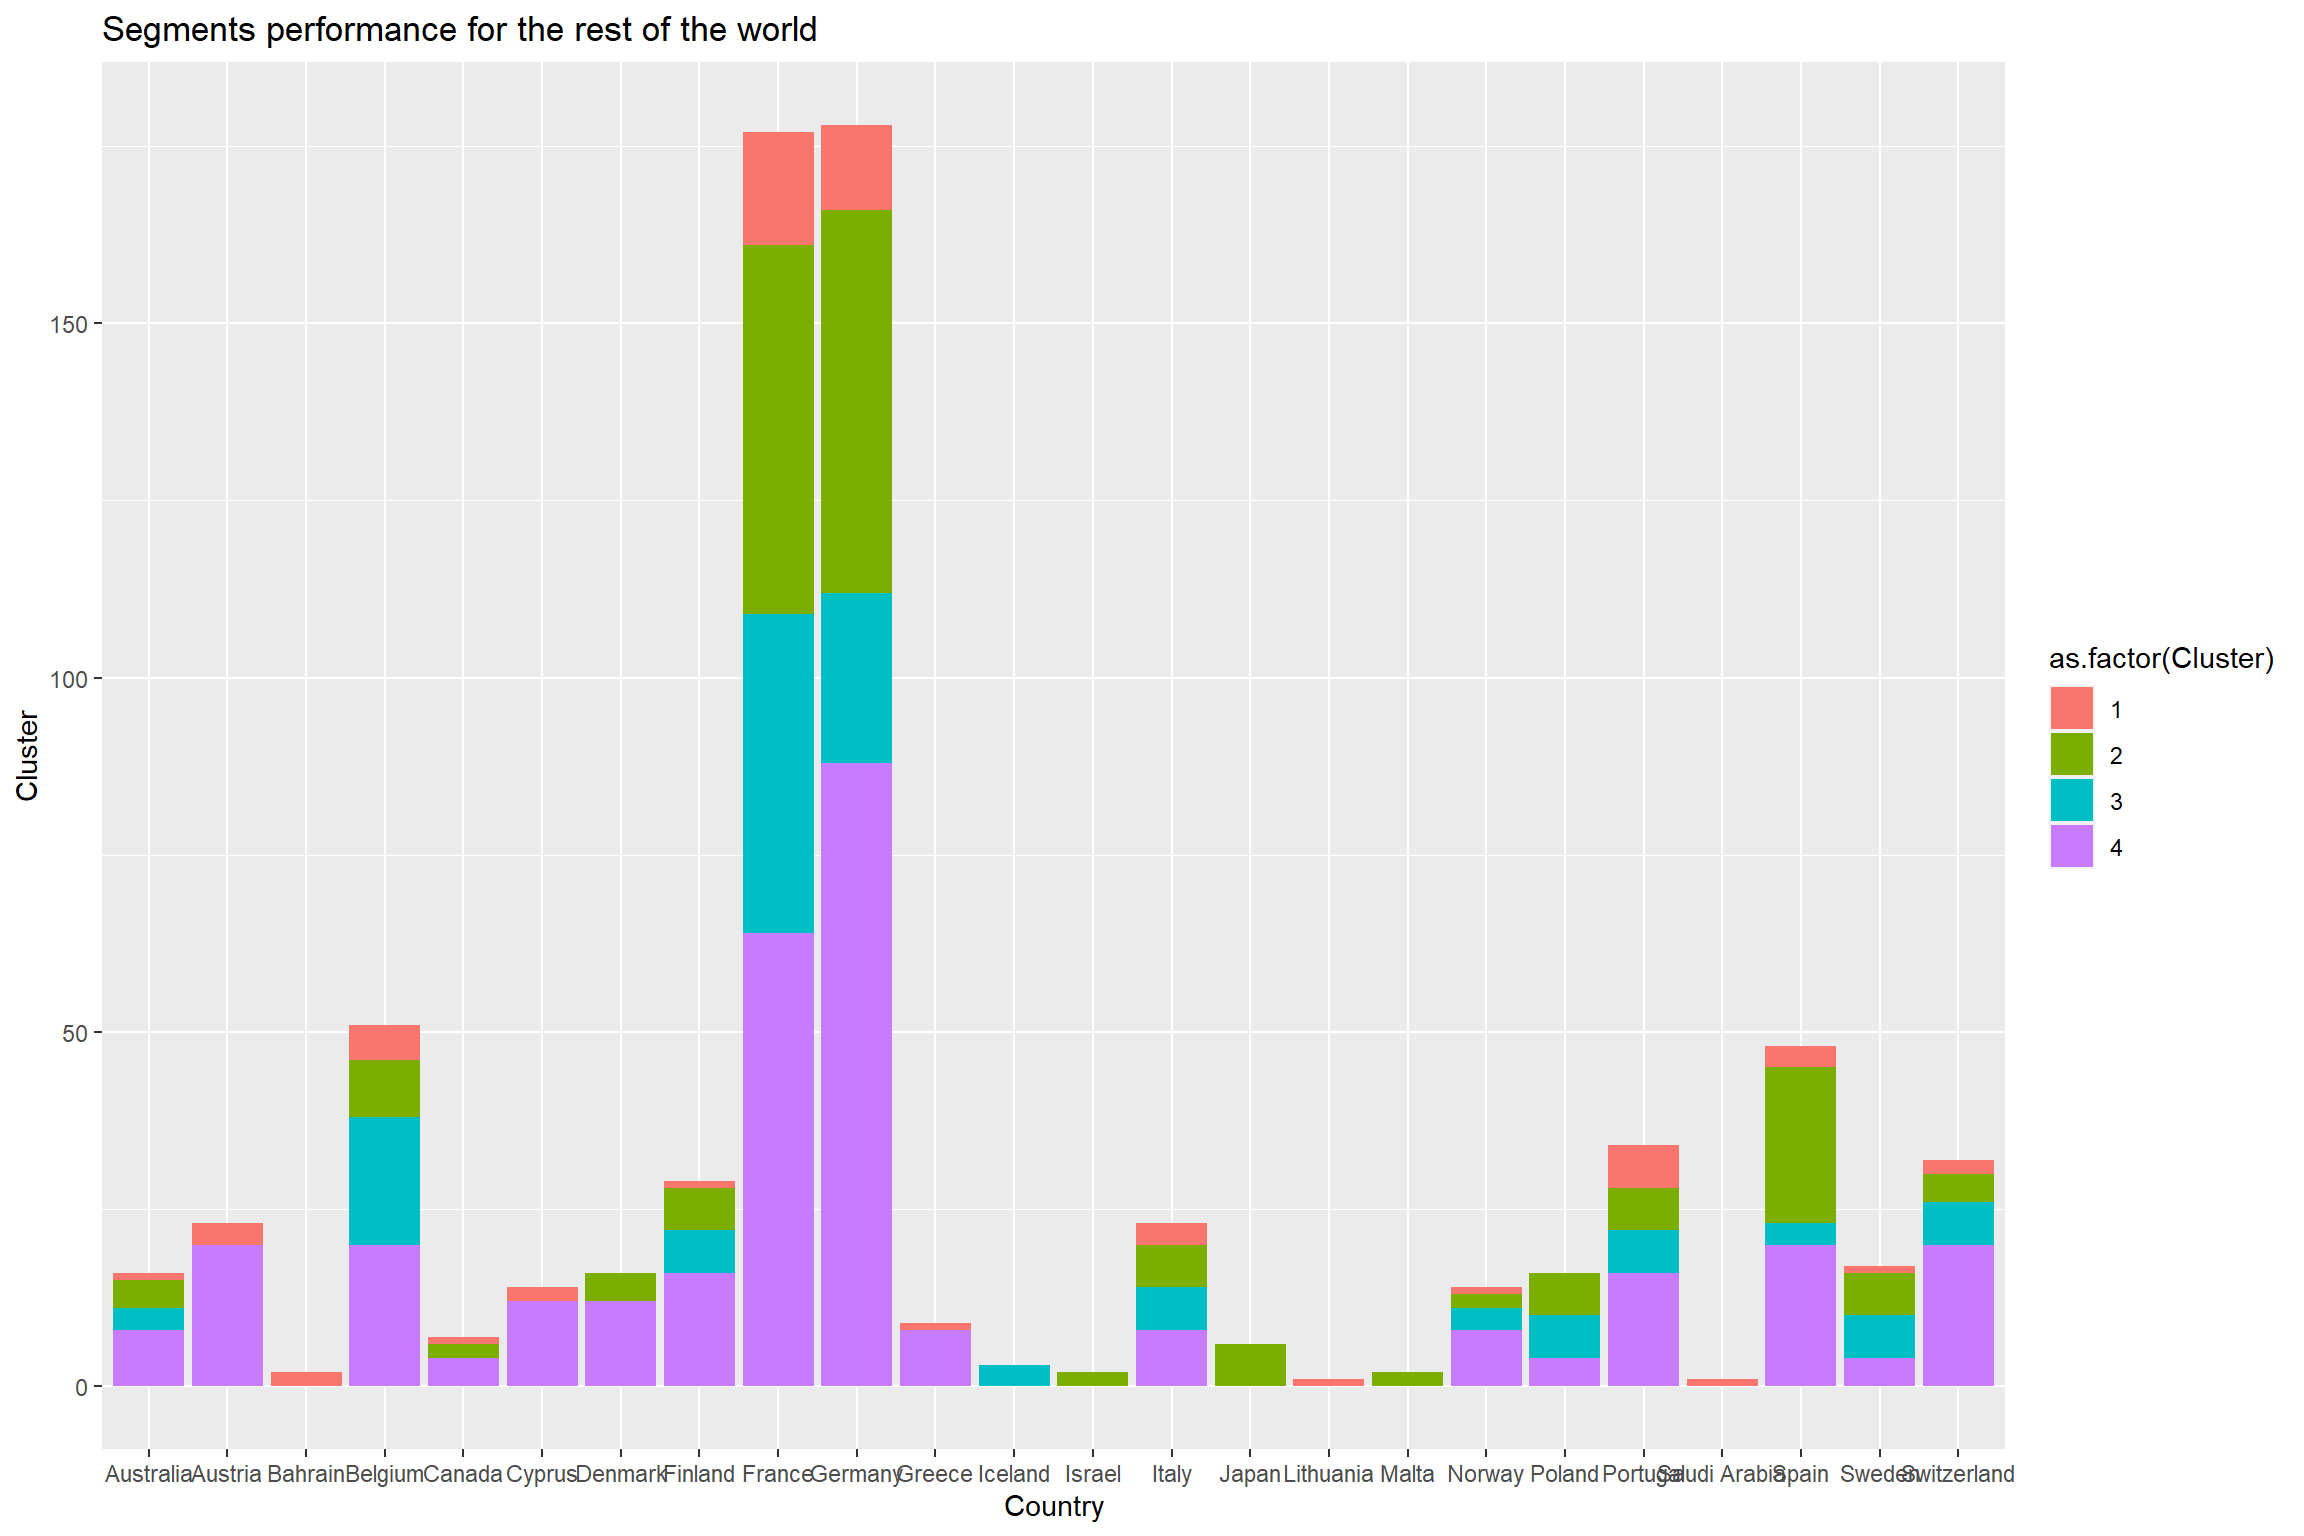 Segments performance for the rest of the world
150
100
50
0
Cluster
Australia Austria Bahrain Belgium Canada Cyprus Denmark Finland France Germany Greece Iceland Israel Italy Japan Lithuania Malta Norway Poland Portugal Saudi Arabia Spain Sweden Switzerland
Country
as.factor(Cluster)
1
2
3
4